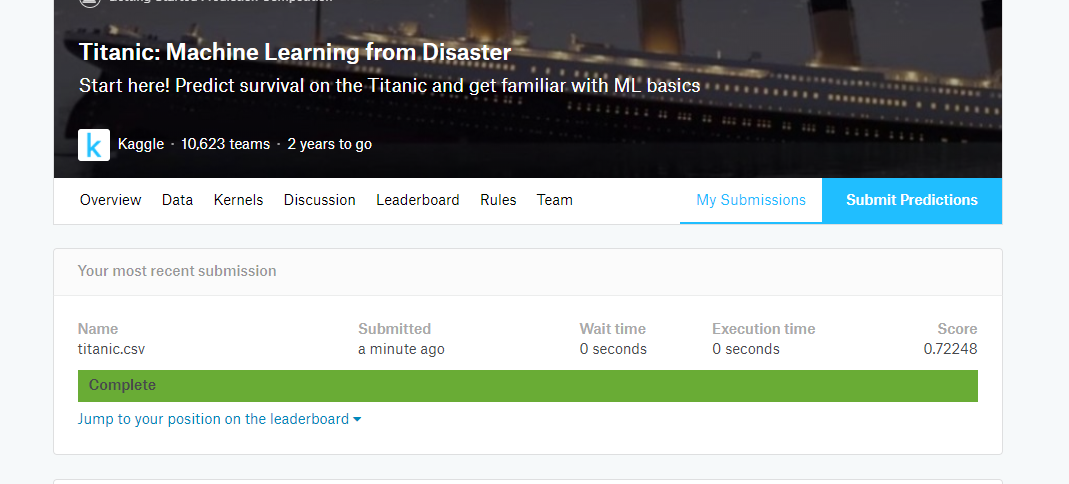 Titanic: Machine Learning from Disaster
Start here! Predict survival on the Titanic and get familiar with ML basics
k Kaggle · 10,623 teams · 2 years to go
Overview Data Kernels Discussion Leaderboard Rules Team My Submissions Submit Predictions
Your most recent submission
Name Submitted Wait time Execution time Score
titanic.csv a minute ago 0 seconds 0 seconds 0.72248
Complete
Jump to your position on the leaderboard